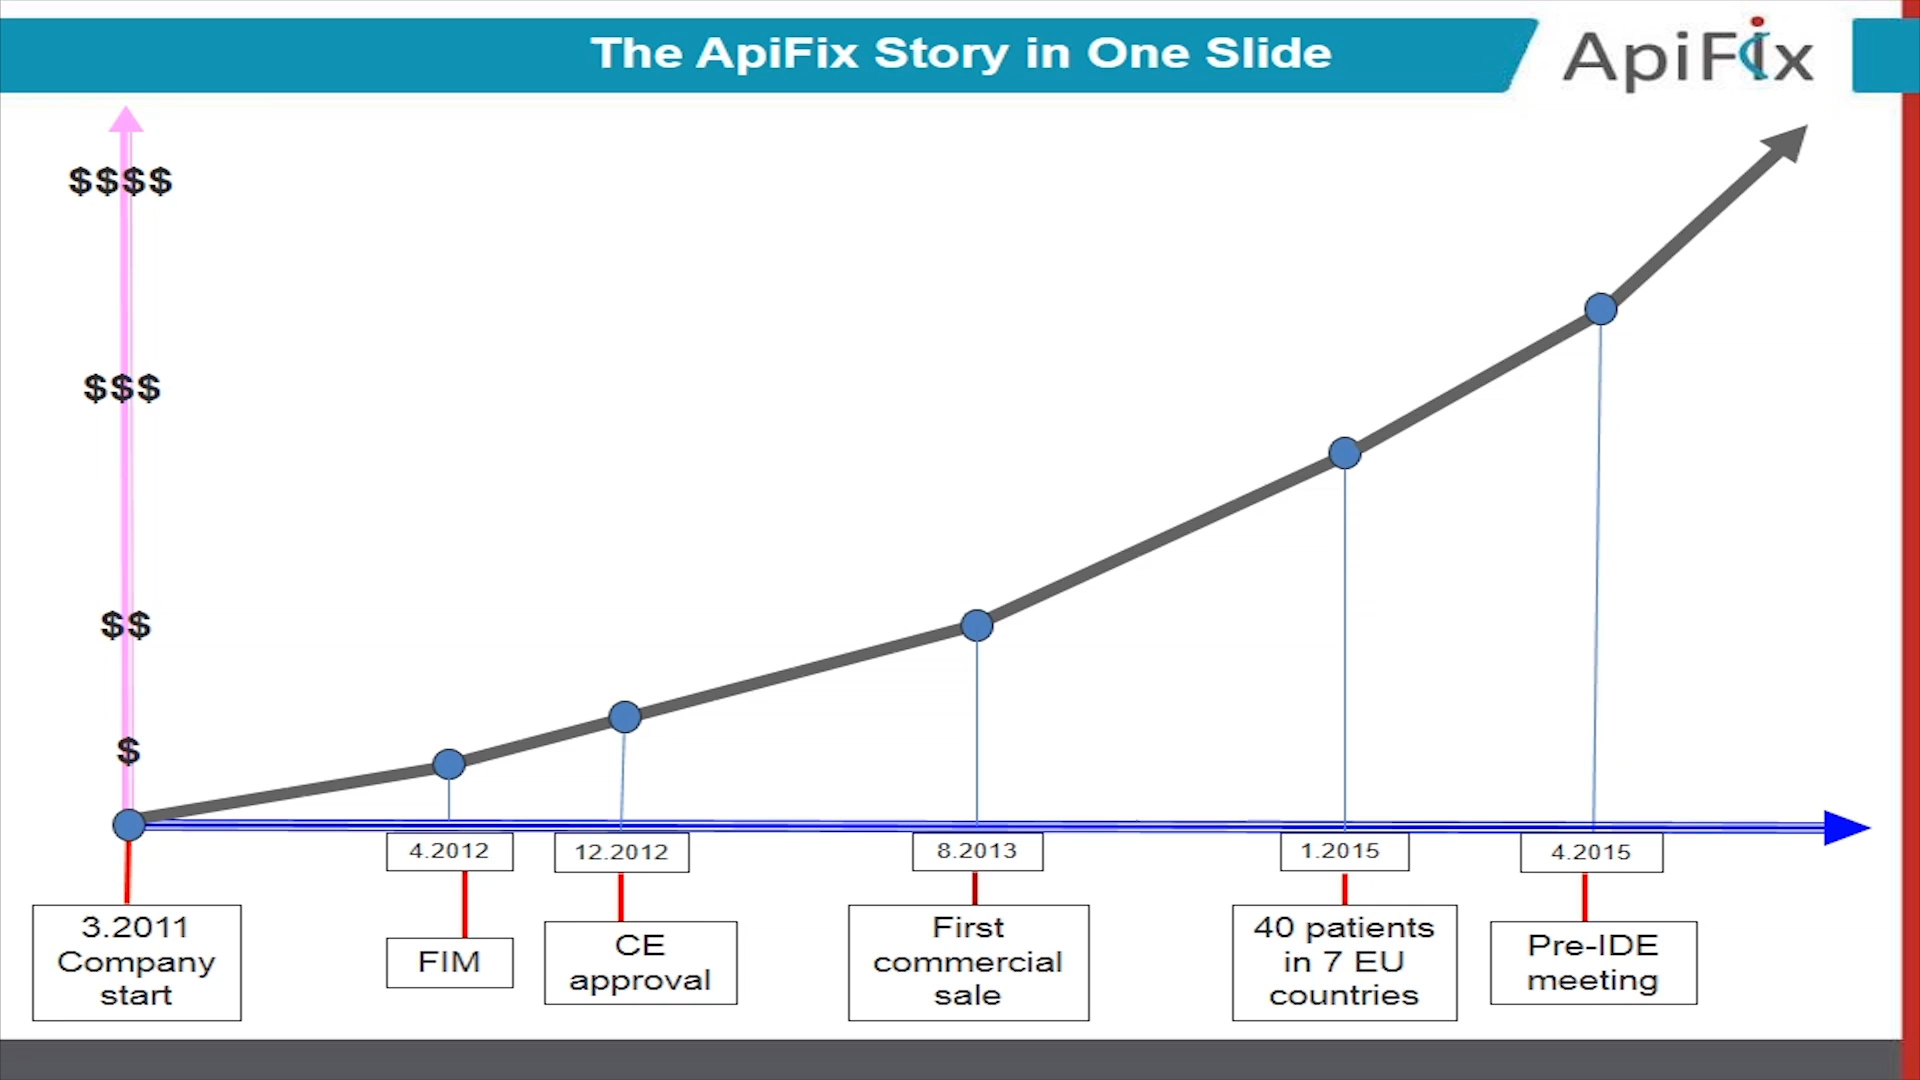 The ApiFix Story in One Slide
ApiFix
$$$$
$$$
$$
$
4.2012
12.2012
8.2013
1.2015
4.2015
3.2011
Company
start
FIM
CE
approval
First
commercial
sale
40 patients
in 7 EU
countries
Pre-IDE
meeting